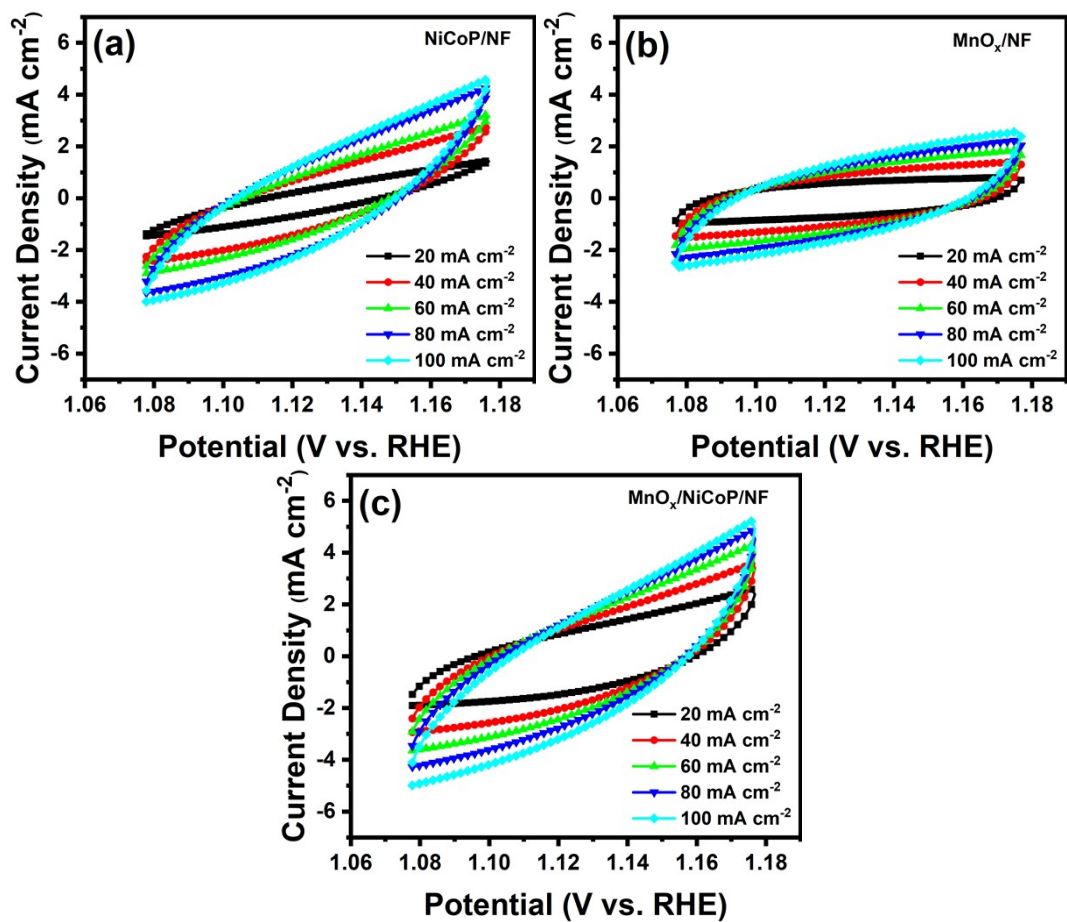 (a)
NiCoP/NF
Current Density (mA cm⁻²)
6
4
2
0
-2
-4
-6
20 mA cm⁻²
40 mA cm⁻²
60 mA cm⁻²
80 mA cm⁻²
100 mA cm⁻²
1.06 1.08 1.10 1.12 1.14 1.16 1.18
Potential (V vs. RHE)
(b)
MnOₓ/NF
Current Density (mA cm⁻²)
6
4
2
0
-2
-4
-6
20 mA cm⁻²
40 mA cm⁻²
60 mA cm⁻²
80 mA cm⁻²
100 mA cm⁻²
1.06 1.08 1.10 1.12 1.14 1.16 1.18
Potential (V vs. RHE)
(c)
MnOₓ/NiCoP/NF
Current Density (mA cm⁻²)
6
4
2
0
-2
-4
-6
20 mA cm⁻²
40 mA cm⁻²
60 mA cm⁻²
80 mA cm⁻²
100 mA cm⁻²
1.06 1.08 1.10 1.12 1.14 1.16 1.18
Potential (V vs. RHE)